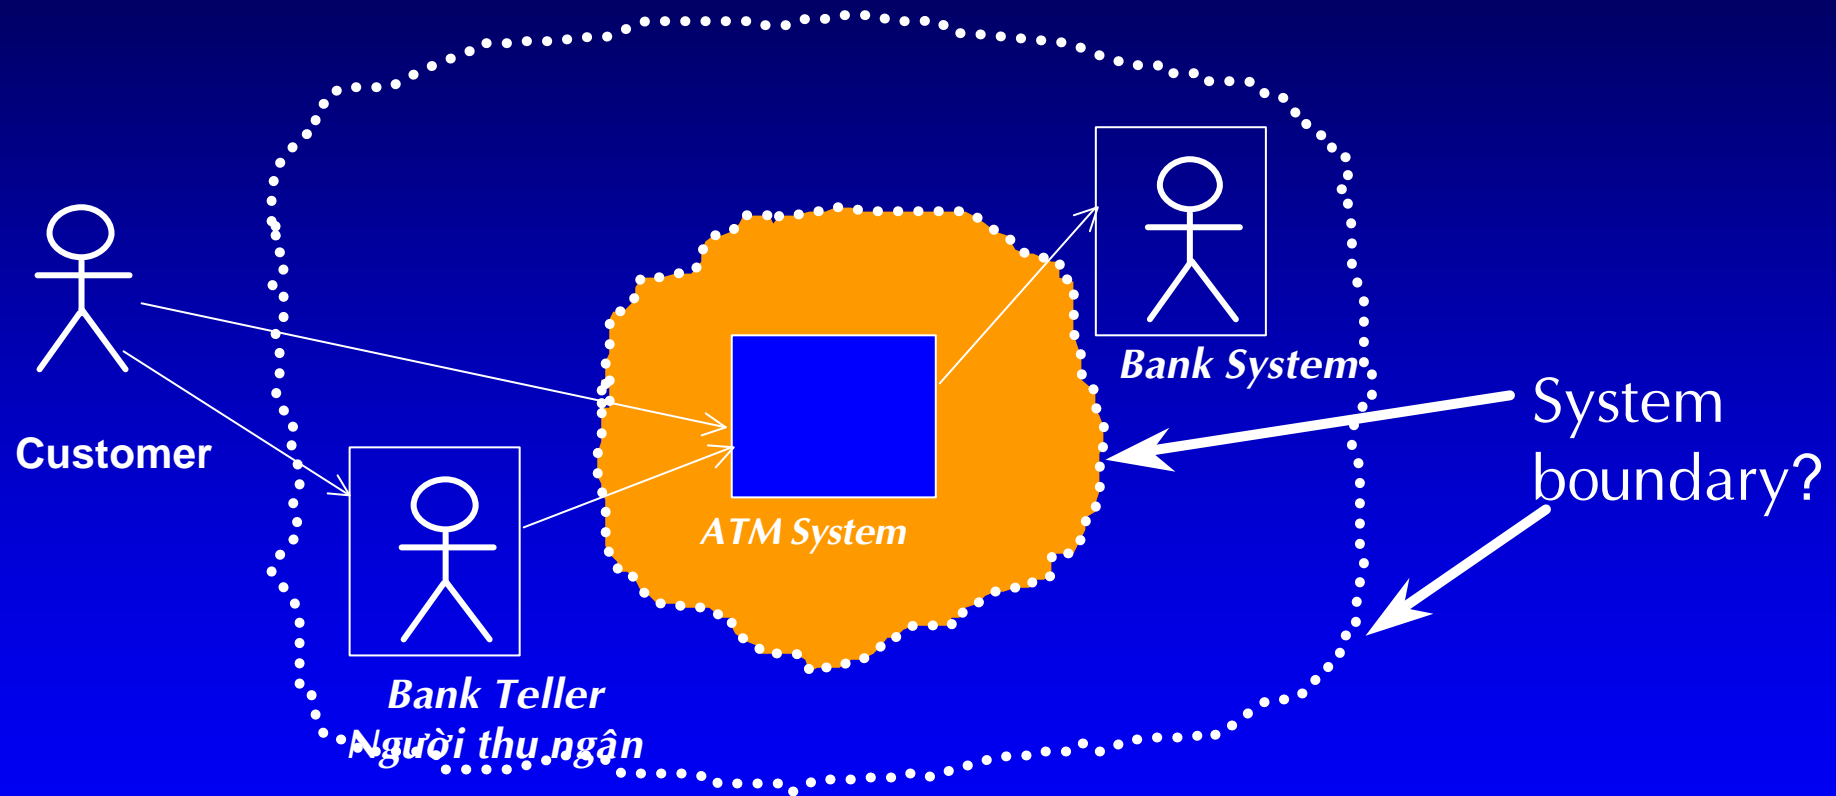 Bank System
System
boundary?
Customer
ATM System
Bank Teller
Người thu ngân